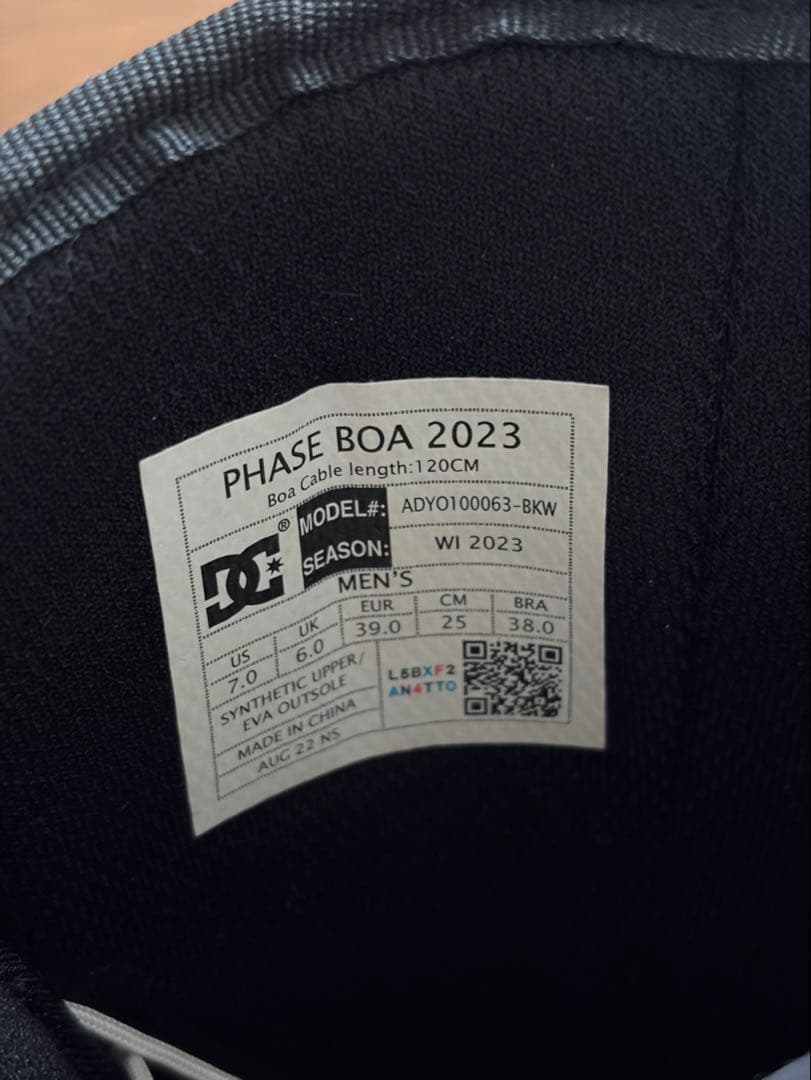 PHASE BOA 2023
Boa Cable length:120CM
DC®
MODEL#: ADYO100063-BKW
SEASON: WI 2023
MEN'S
US UK EUR CM BRA
7.0 6.0 39.0 25 38.0
SYNTHETIC UPPER/
EVA OUTSOLE
MADE IN CHINA
AUG 22 NS
L5BXF2
AN4TTO